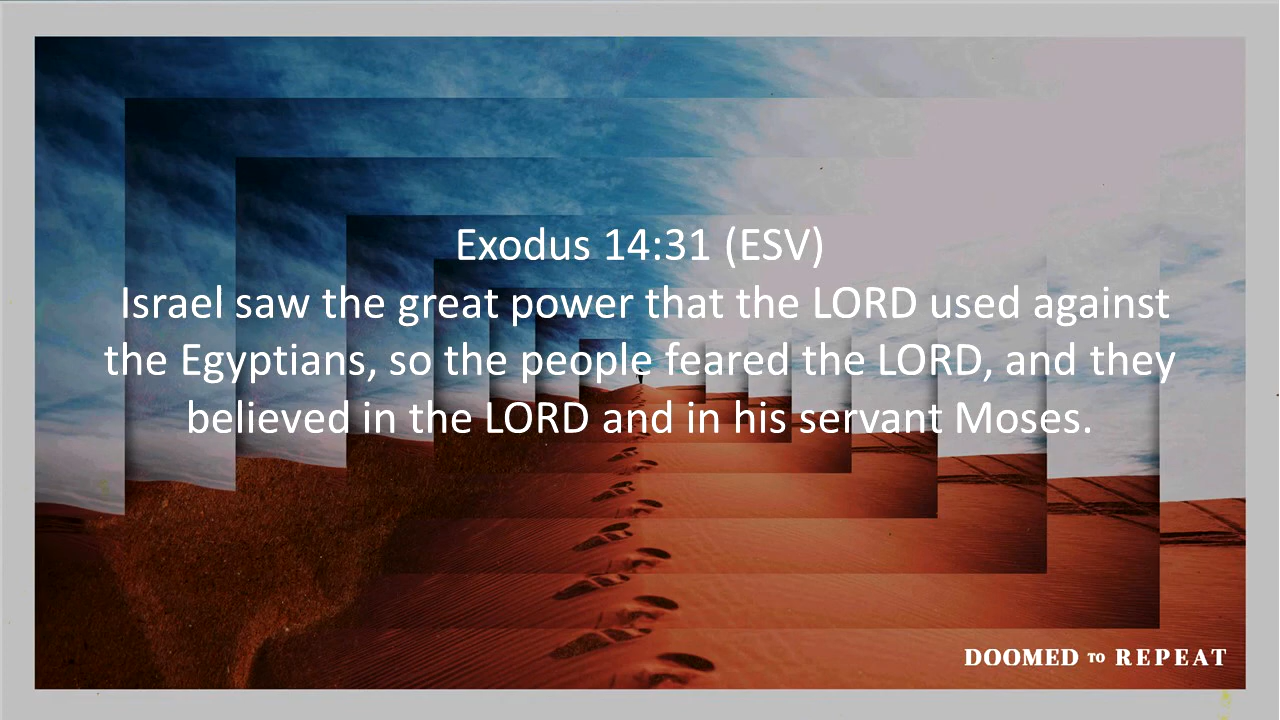 Exodus 14:31 (ESV)
Israel saw the great power that the LORD used against
the Egyptians, so the people feared the LORD, and they
believed in the LORD and in his servant Moses.
DOOMED TO REPEAT